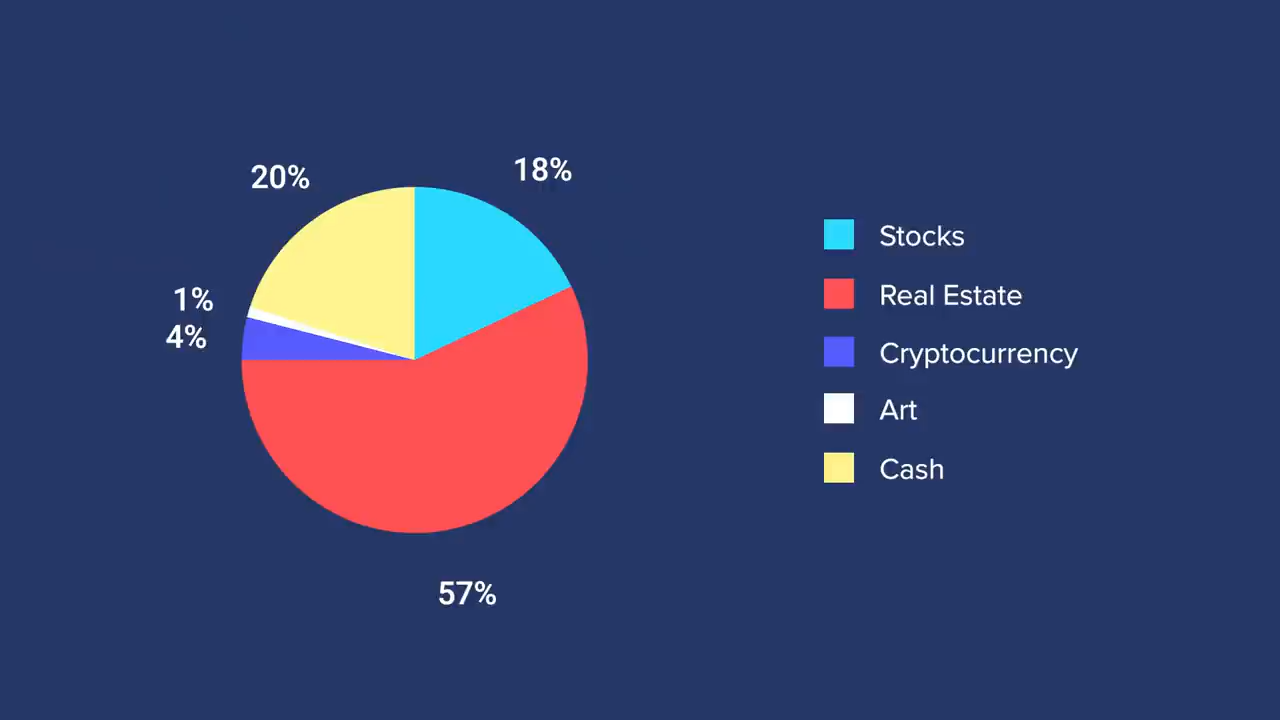 20%
18%
1%
4%
57%
Stocks
Real Estate
Cryptocurrency
Art
Cash